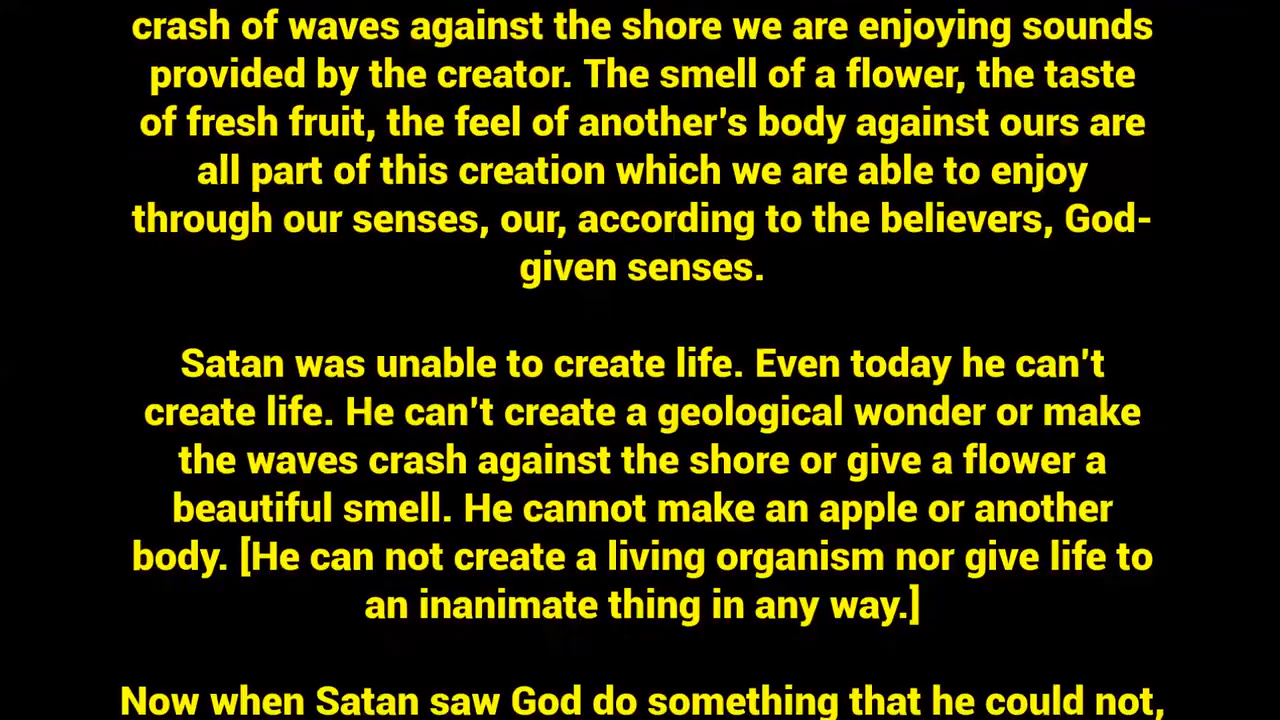 crash of waves against the shore we are enjoying sounds
provided by the creator. The smell of a flower, the taste
of fresh fruit, the feel of another's body against ours are
all part of this creation which we are able to enjoy
through our senses, our, according to the believers, God-
given senses.
Satan was unable to create life. Even today he can't
create life. He can't create a geological wonder or make
the waves crash against the shore or give a flower a
beautiful smell. He cannot make an apple or another
body. [He can not create a living organism nor give life to
an inanimate thing in any way.]
Now when Satan saw God do something that he could not,